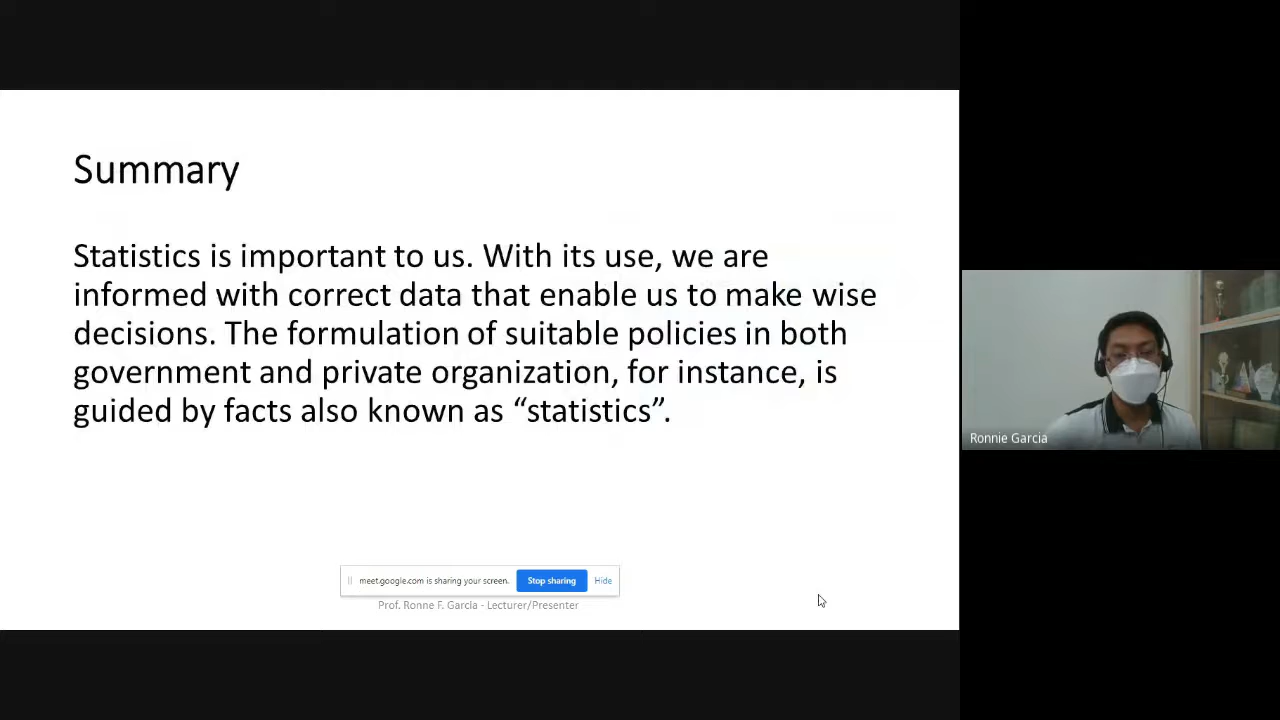 Summary
Statistics is important to us. With its use, we are
informed with correct data that enable us to make wise
decisions. The formulation of suitable policies in both
government and private organization, for instance, is
guided by facts also known as “statistics”.
meet.google.com is sharing your screen. Stop sharing Hide
Prof. Ronne F. Garcia - Lecturer/Presenter
Ronnie Garcia